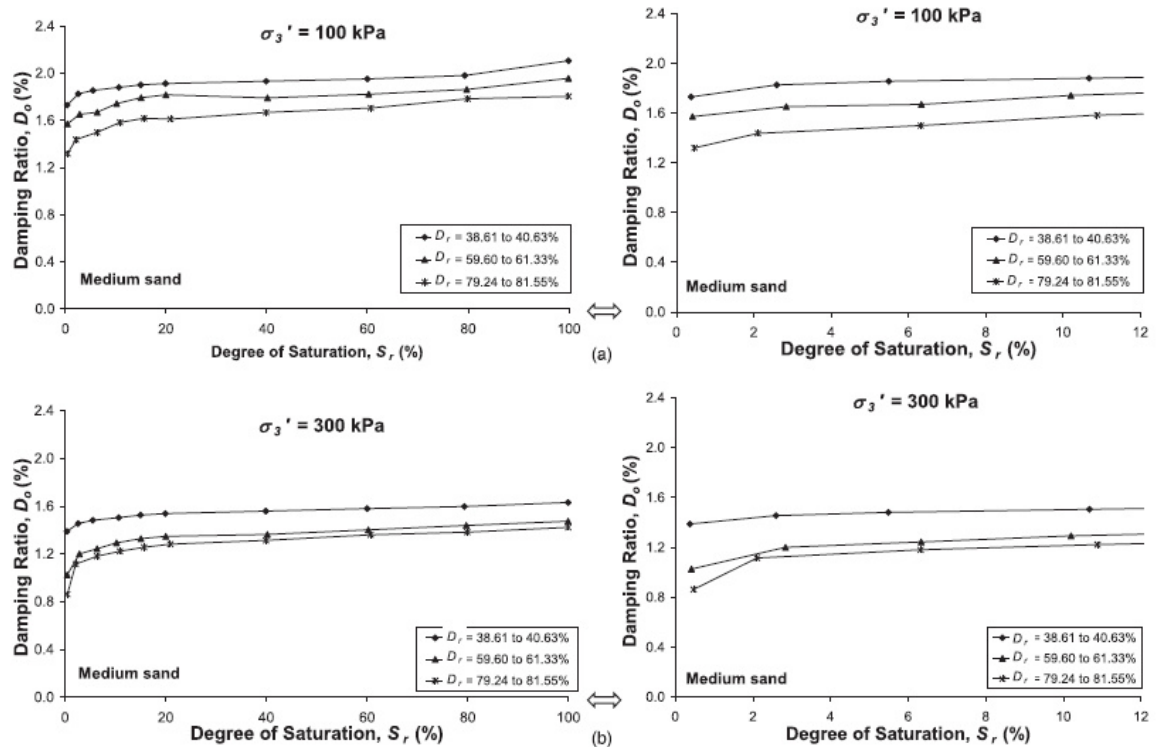 σ₃′ = 100 kPa
Damping Ratio, Dₒ (%)
2.4
2.0
1.6
1.2
0.8
0.4
0.0
Dᵣ = 38.61 to 40.63%
Dᵣ = 59.60 to 61.33%
Dᵣ = 79.24 to 81.55%
Medium sand
0 20 40 60 80 100
Degree of Saturation, Sᵣ (%)
σ₃′ = 100 kPa
Damping Ratio, Dₒ (%)
2.4
2.0
1.6
1.2
0.8
0.4
0.0
Dᵣ = 38.61 to 40.63%
Dᵣ = 59.60 to 61.33%
Dᵣ = 79.24 to 81.55%
Medium sand
0 2 4 6 8 10 12
Degree of Saturation, Sᵣ (%)
(a)
σ₃′ = 300 kPa
Damping Ratio, Dₒ (%)
2.4
2.0
1.6
1.2
0.8
0.4
0.0
Dᵣ = 38.61 to 40.63%
Dᵣ = 59.60 to 61.33%
Dᵣ = 79.24 to 81.55%
Medium sand
0 20 40 60 80 100
Degree of Saturation, Sᵣ (%)
σ₃′ = 300 kPa
Damping Ratio, Dₒ (%)
2.4
2.0
1.6
1.2
0.8
0.4
0.0
Dᵣ = 38.61 to 40.63%
Dᵣ = 59.60 to 61.33%
Dᵣ = 79.24 to 81.55%
Medium sand
0 2 4 6 8 10 12
Degree of Saturation, Sᵣ (%)
(b)